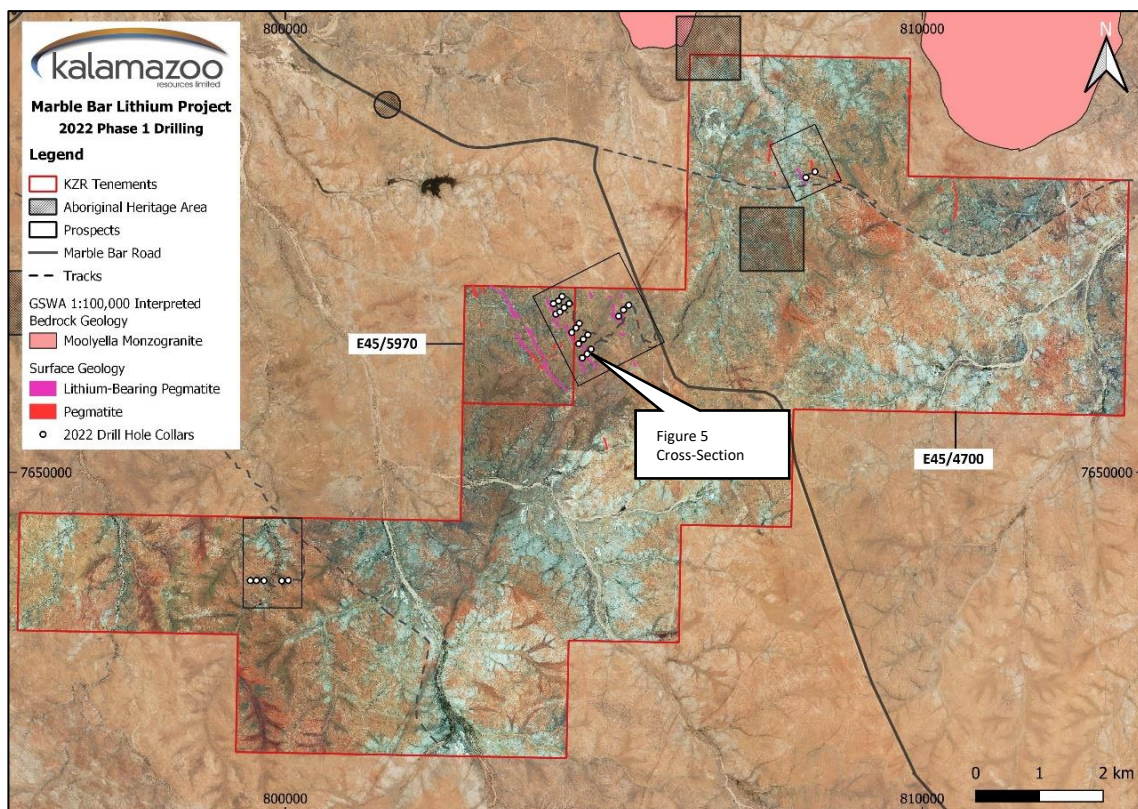 kalamazoo
resources limited
Marble Bar Lithium Project
2022 Phase 1 Drilling
Legend
KZR Tenements
Aboriginal Heritage Area
Prospects
Marble Bar Road
Tracks
GSWA 1:100,000 Interpreted
Bedrock Geology
Moolyella Monzogranite
Surface Geology
Lithium-Bearing Pegmatite
Pegmatite
2022 Drill Hole Collars
800000
810000
N
E45/5970
Figure 5
Cross-Section
E45/4700
7650000
7650000
0 1 2 km
800000
810000